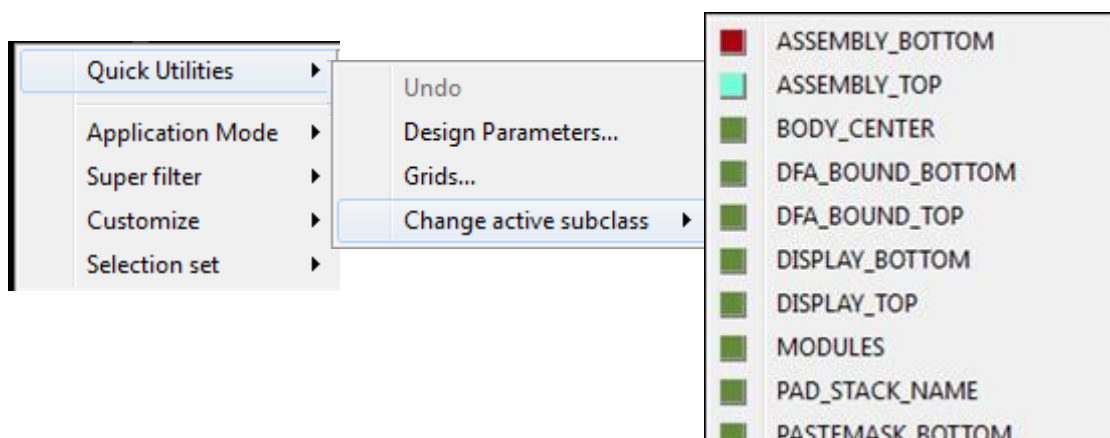 Quick Utilities
Application Mode
Super filter
Customize
Selection set
Undo
Design Parameters...
Grids...
Change active subclass
ASSEMBLY_BOTTOM
ASSEMBLY_TOP
BODY_CENTER
DFA_BOUND_BOTTOM
DFA_BOUND_TOP
DISPLAY_BOTTOM
DISPLAY_TOP
MODULES
PAD_STACK_NAME
PASTEMASK_BOTTOM